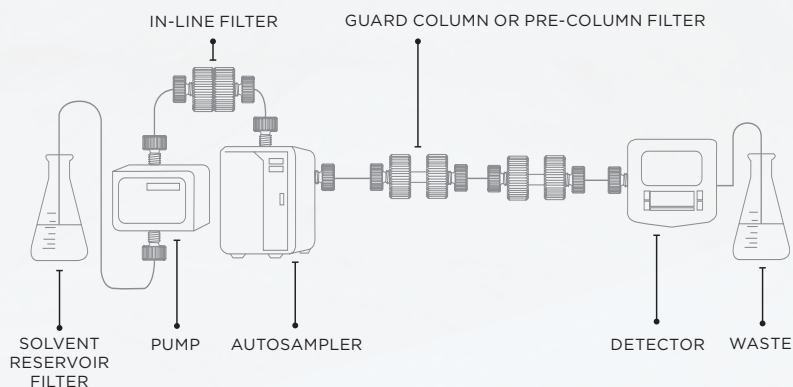 IN-LINE FILTER
GUARD COLUMN OR PRE-COLUMN FILTER
SOLVENT
RESERVOIR
FILTER
PUMP
AUTOSAMPLER
DETECTOR
WASTE